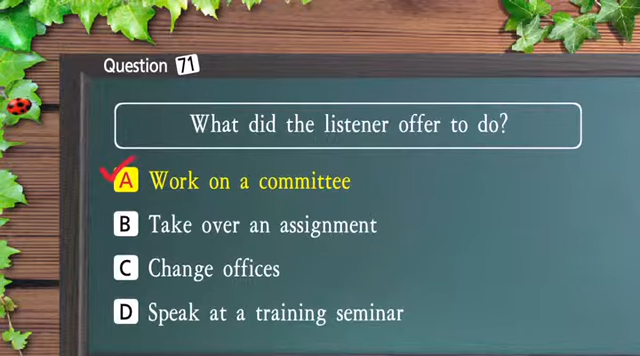 Question 71
What did the listener offer to do?
A Work on a committee
B Take over an assignment
C Change offices
D Speak at a training seminar